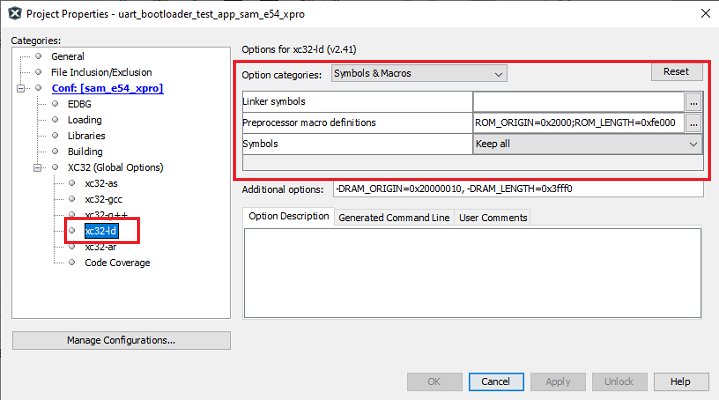 Project Properties - uart_bootloader_test_app_sam_e54_xpro
Categories:
General
File Inclusion/Exclusion
Conf: [sam_e54_xpro]
EDBG
Loading
Libraries
Building
XC32 (Global Options)
xc32-as
xc32-gcc
xc32-g++
xc32-ld
xc32-ar
Code Coverage
Manage Configurations...
Options for xc32-ld (v2.41)
Option categories: Symbols & Macros Reset
Linker symbols ...
Preprocessor macro definitions ROM_ORIGIN=0x2000;ROM_LENGTH=0xfe000 ...
Symbols Keep all
Additional options: -DRAM_ORIGIN=0x20000010, -DRAM_LENGTH=0x3fff0
Option Description Generated Command Line User Comments
OK Cancel Apply Unlock Help